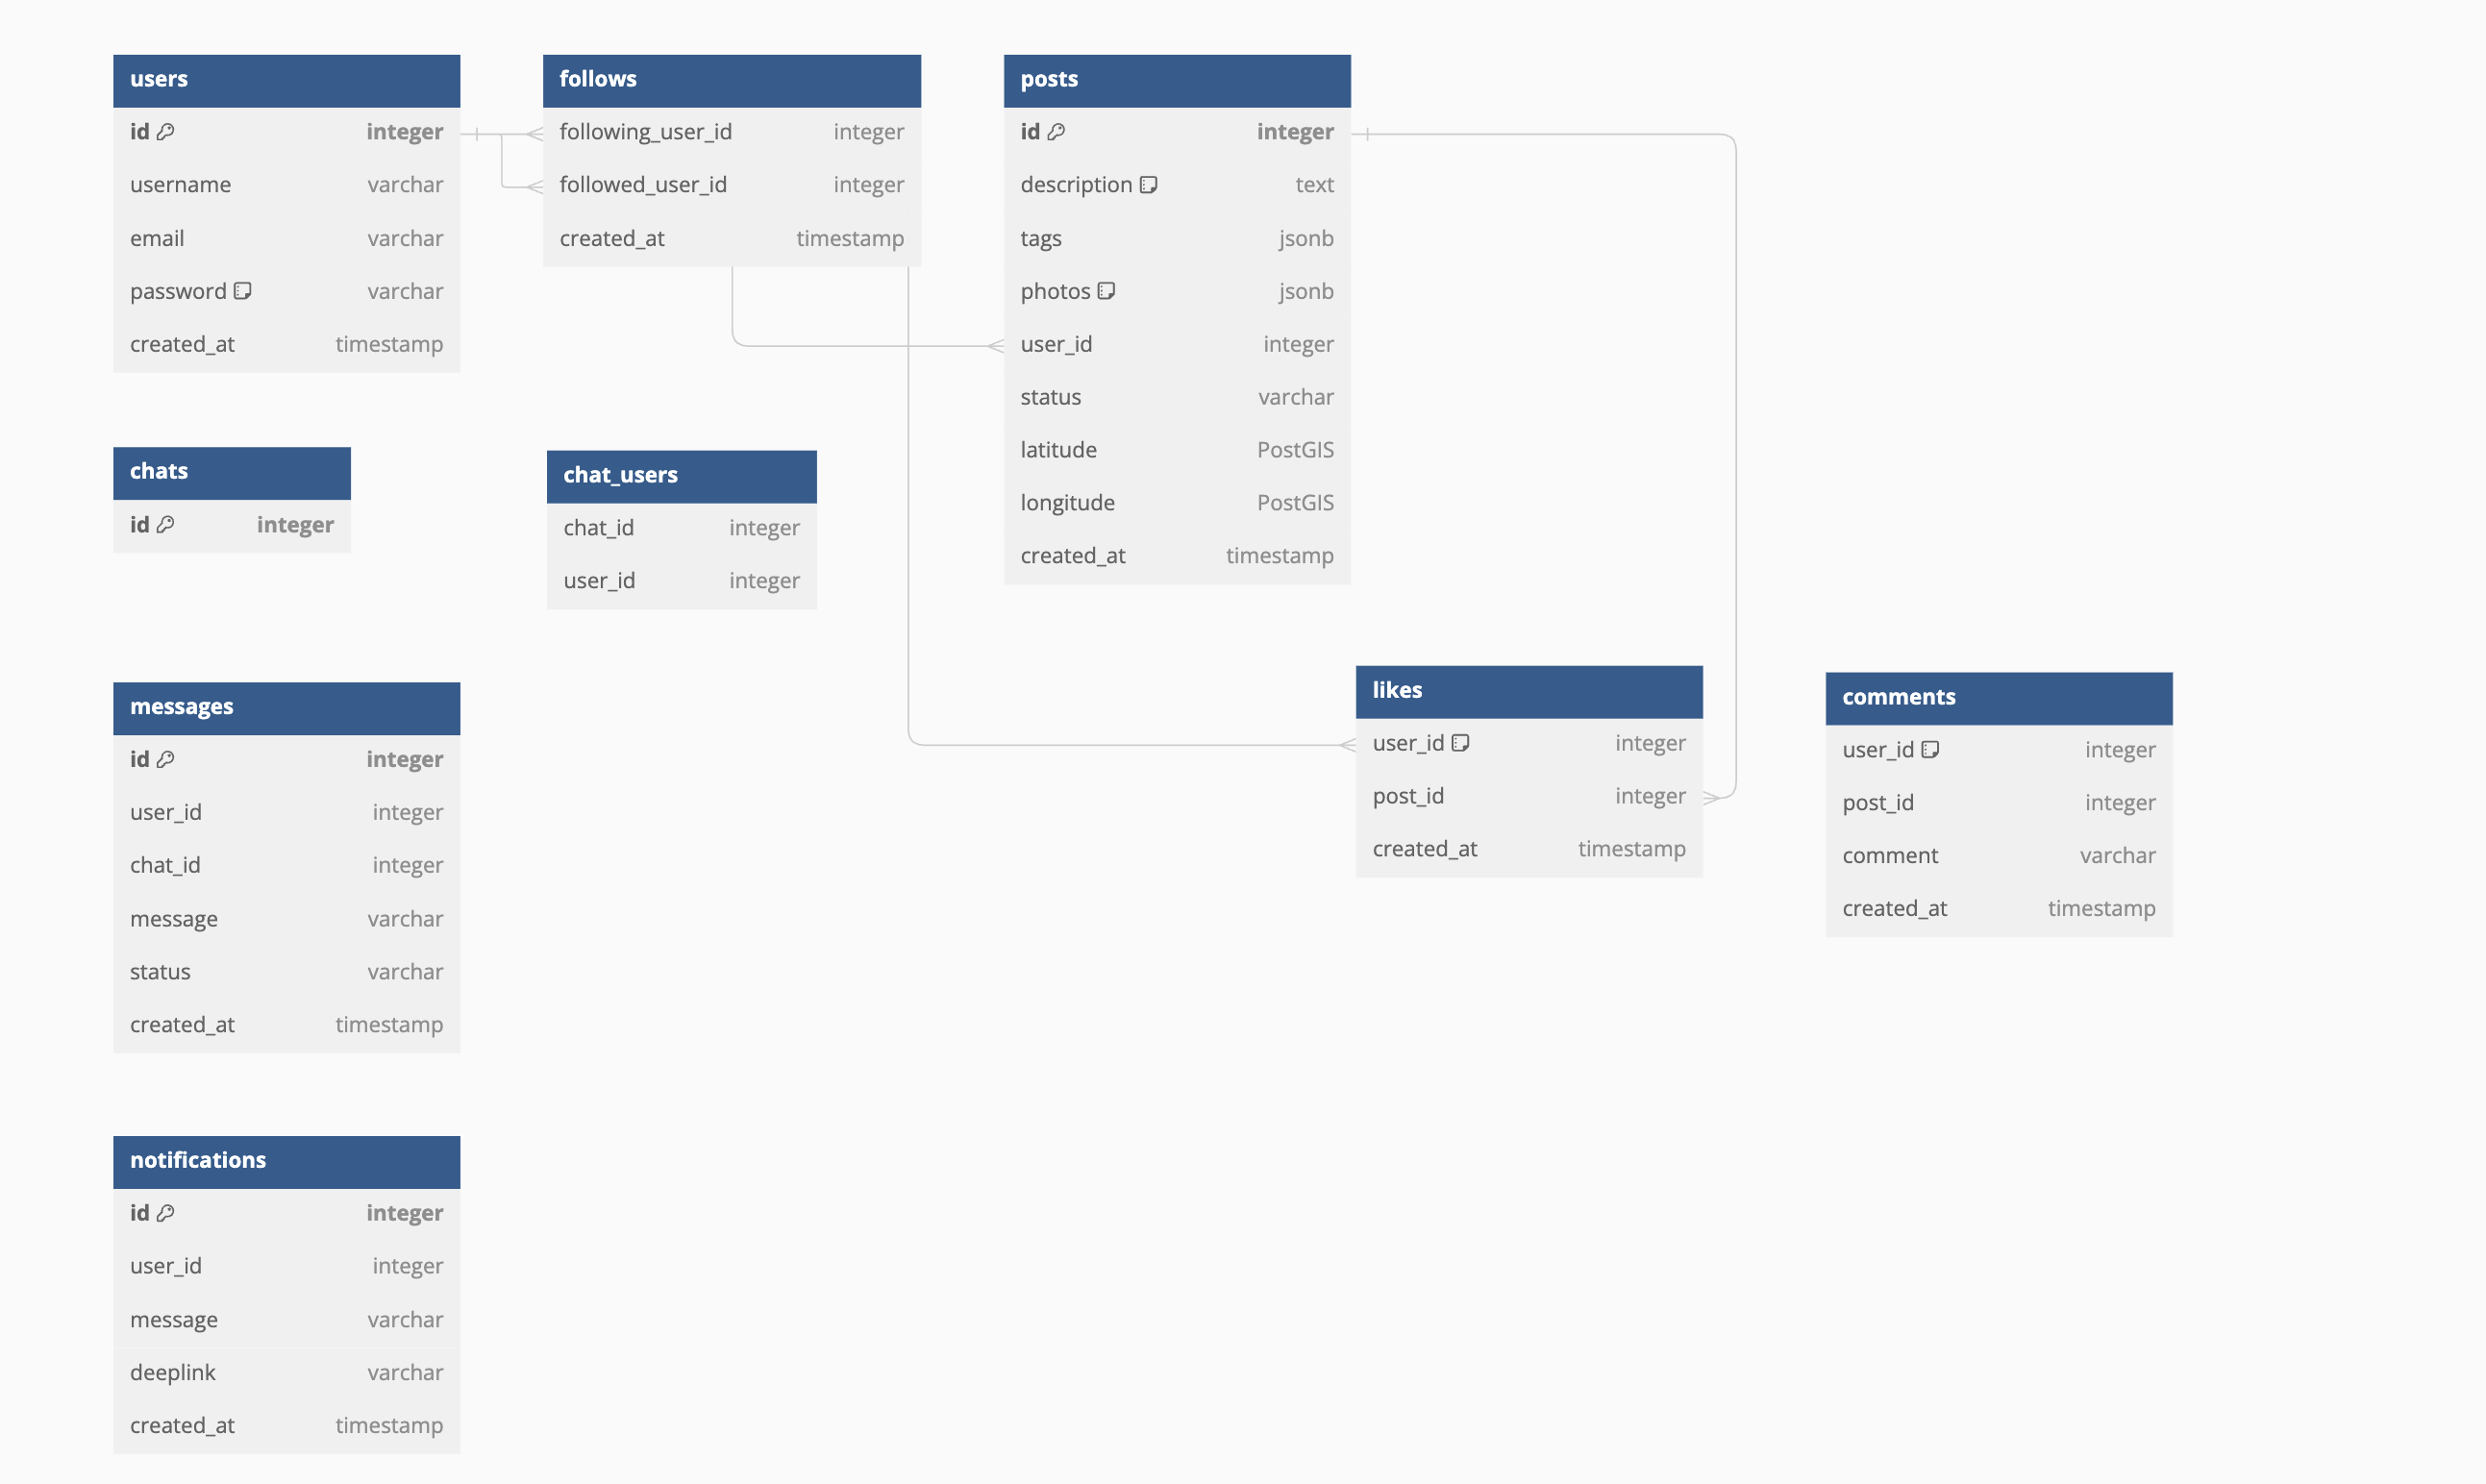 users
id integer
username varchar
email varchar
password varchar
created_at timestamp
follows
following_user_id integer
followed_user_id integer
created_at timestamp
posts
id integer
description text
tags jsonb
photos jsonb
user_id integer
status varchar
latitude PostGIS
longitude PostGIS
created_at timestamp
chats
id integer
chat_users
chat_id integer
user_id integer
messages
id integer
user_id integer
chat_id integer
message varchar
status varchar
created_at timestamp
likes
user_id integer
post_id integer
created_at timestamp
comments
user_id integer
post_id integer
comment varchar
created_at timestamp
notifications
id integer
user_id integer
message varchar
deeplink varchar
created_at timestamp